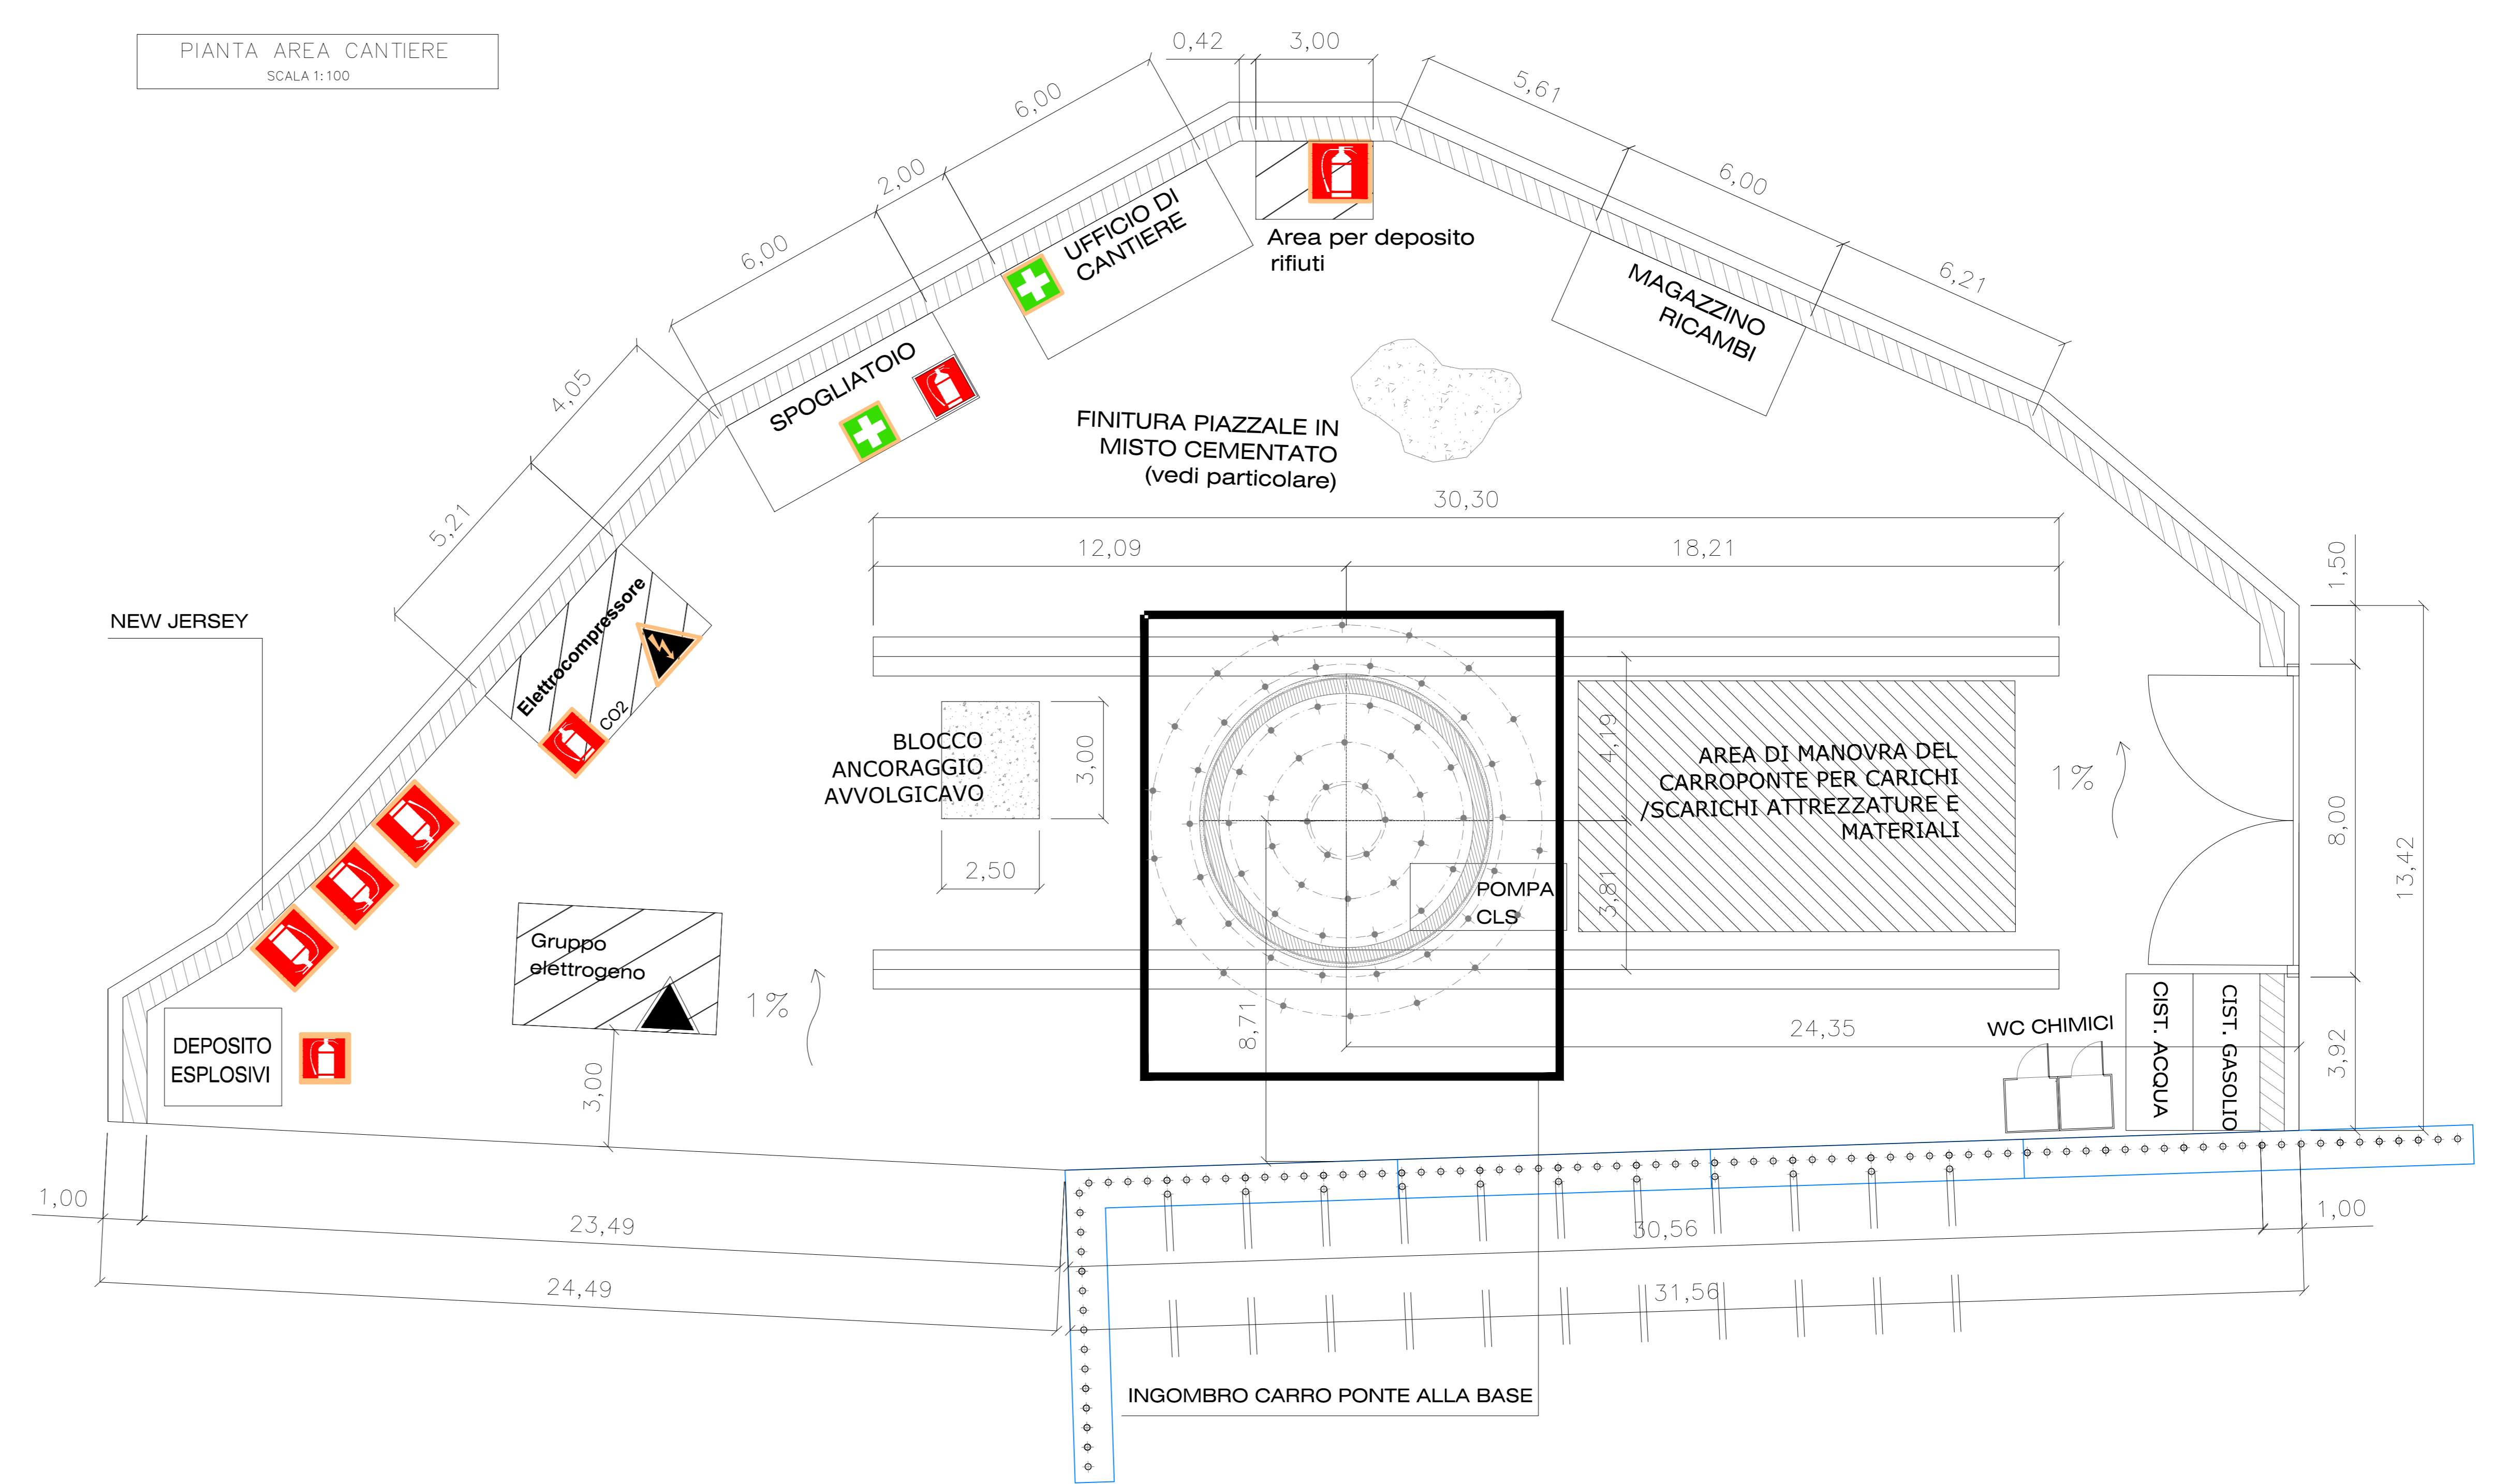 PIANTA AREA CANTIERE
SCALA 1:100
0,42
3,00
5,61
6,00
6,00
2,00
6,21
6,00
UFFICIO DI
CANTIERE
Area per deposito
rifiuti
MAGAZZINO
RICAMBI
4,05
SPOGLIATOIO
FINITURA PIAZZALE IN
MISTO CEMENTATO
(vedi particolare)
5,21
30,30
12,09
18,21
1,50
Elettrocompressore
CO2
NEW JERSEY
BLOCCO
ANCORAGGIO
AVVOLGICAVO
3,00
2,50
4,19
AREA DI MANOVRA DEL
CARROPONTE PER CARICHI
/SCARICHI ATTREZZATURE E
MATERIALI
1%
8,00
13,42
POMPA
CLS
3,81
Gruppo
elettrogeno
1%
8,71
24,35
WC CHIMICI
CIST. ACQUA
CIST. GASOLIO
3,92
DEPOSITO
ESPLOSIVI
3,00
1,00
23,49
30,56
1,00
24,49
31,56
INGOMBRO CARRO PONTE ALLA BASE